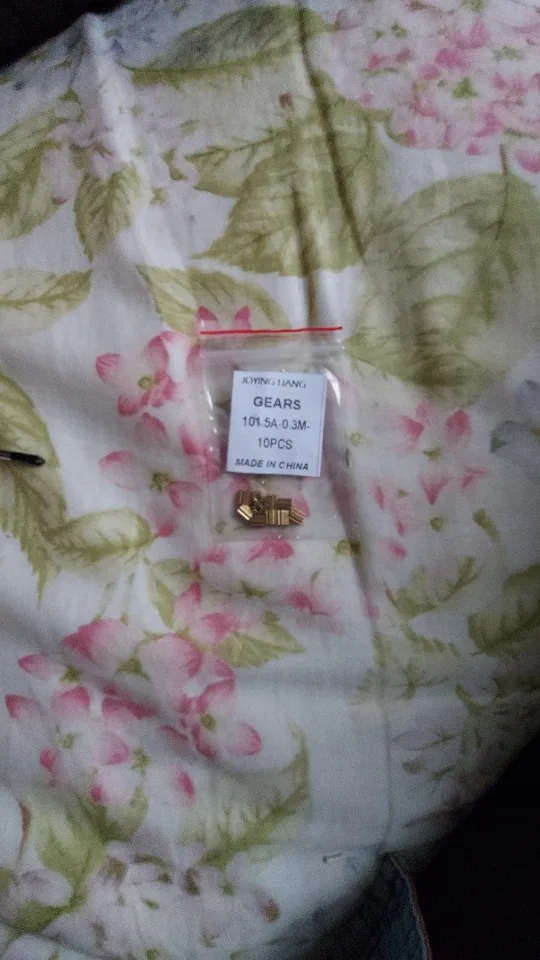 JOYING LIANG
GEARS
101.5A-0.3M-
10PCS
MADE IN CHINA